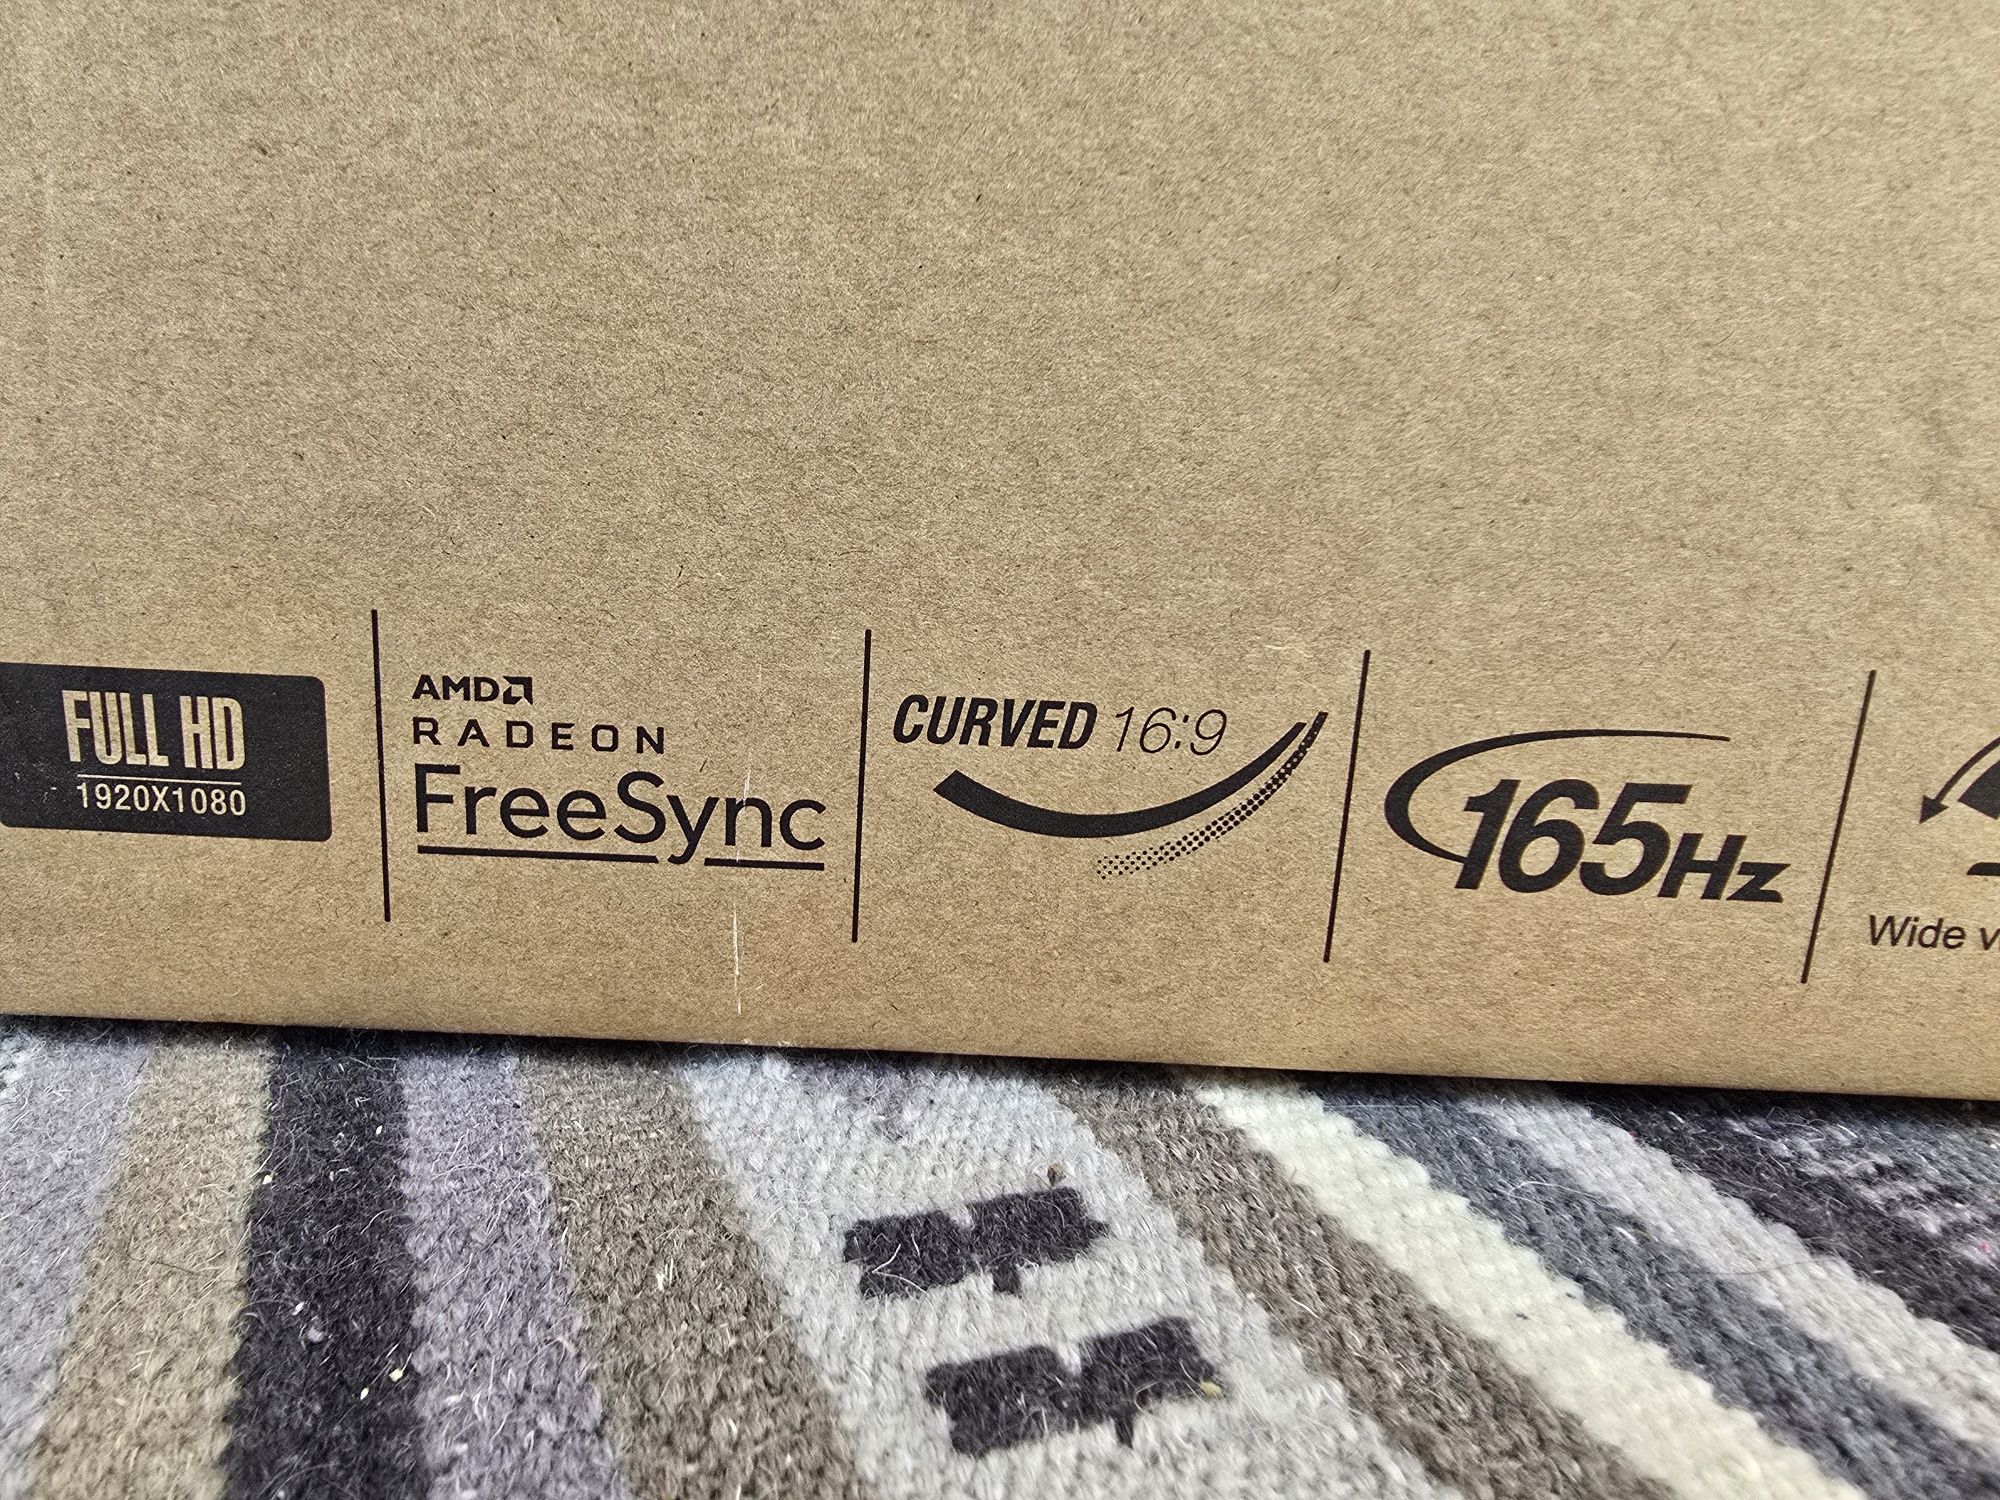 FULL HD
1920X1080
AMD
RADEON
FreeSync
CURVED 16:9
165Hz
Wide